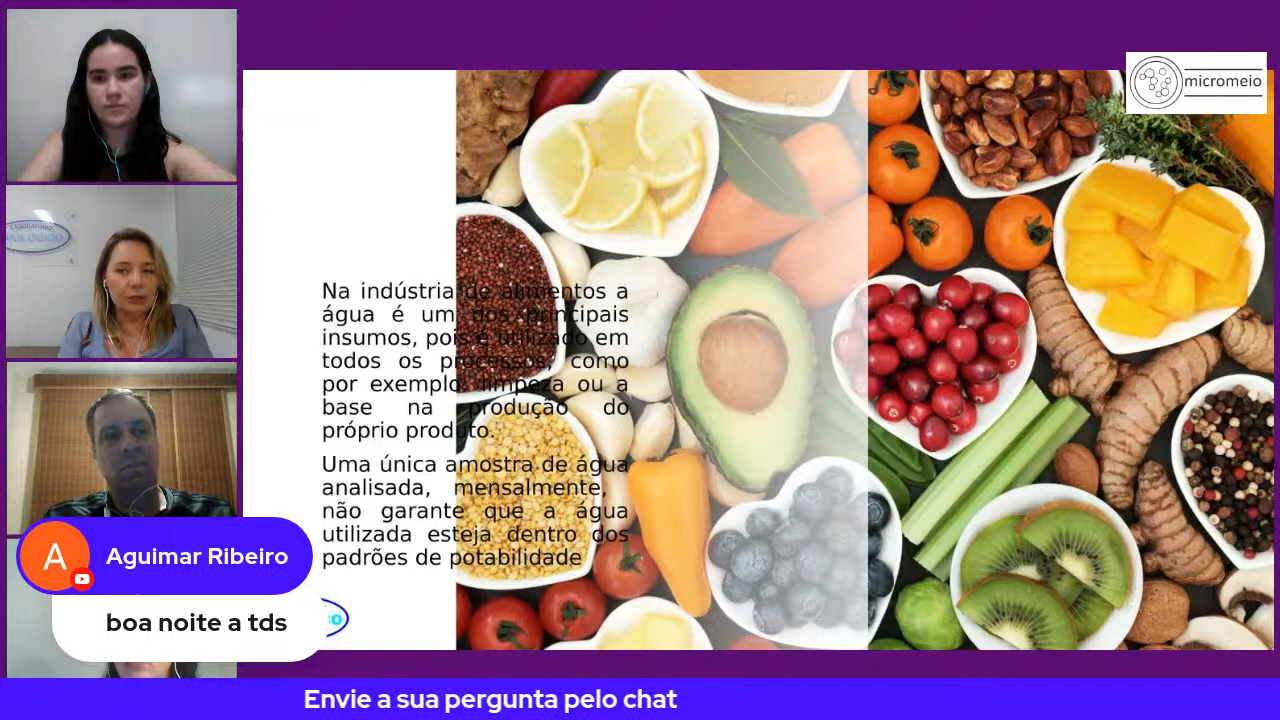 micromeio
LABORATÓRIO
Na indústria de alimentos a
água é um dos principais
insumos, pois é utilizado em
todos os processos, como
por exemplo, limpeza ou a
base na produção do
próprio produto.
Uma única amostra de água
analisada, mensalmente,
não garante que a água
utilizada esteja dentro dos
padrões de potabilidade
A
Aguimar Ribeiro
boa noite a tds
Envie a sua pergunta pelo chat